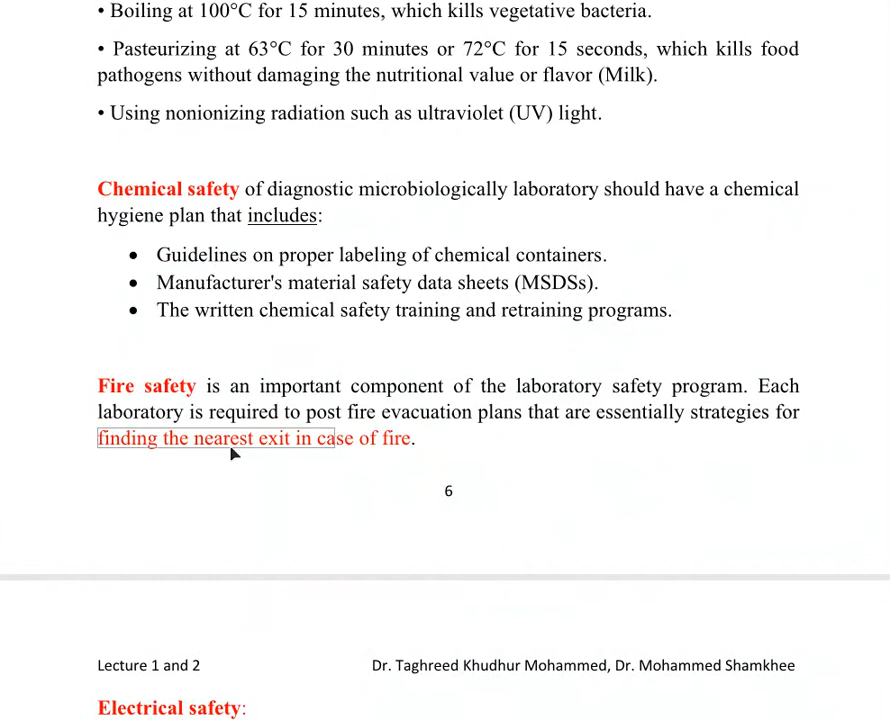 • Boiling at 100°C for 15 minutes, which kills vegetative bacteria.
• Pasteurizing at 63°C for 30 minutes or 72°C for 15 seconds, which kills food
pathogens without damaging the nutritional value or flavor (Milk).
• Using nonionizing radiation such as ultraviolet (UV) light.
Chemical safety of diagnostic microbiologically laboratory should have a chemical
hygiene plan that includes:
• Guidelines on proper labeling of chemical containers.
• Manufacturer's material safety data sheets (MSDSs).
• The written chemical safety training and retraining programs.
Fire safety is an important component of the laboratory safety program. Each
laboratory is required to post fire evacuation plans that are essentially strategies for
finding the nearest exit in case of fire.
6
Lecture 1 and 2 Dr. Taghreed Khudhur Mohammed, Dr. Mohammed Shamkhee
Electrical safety: